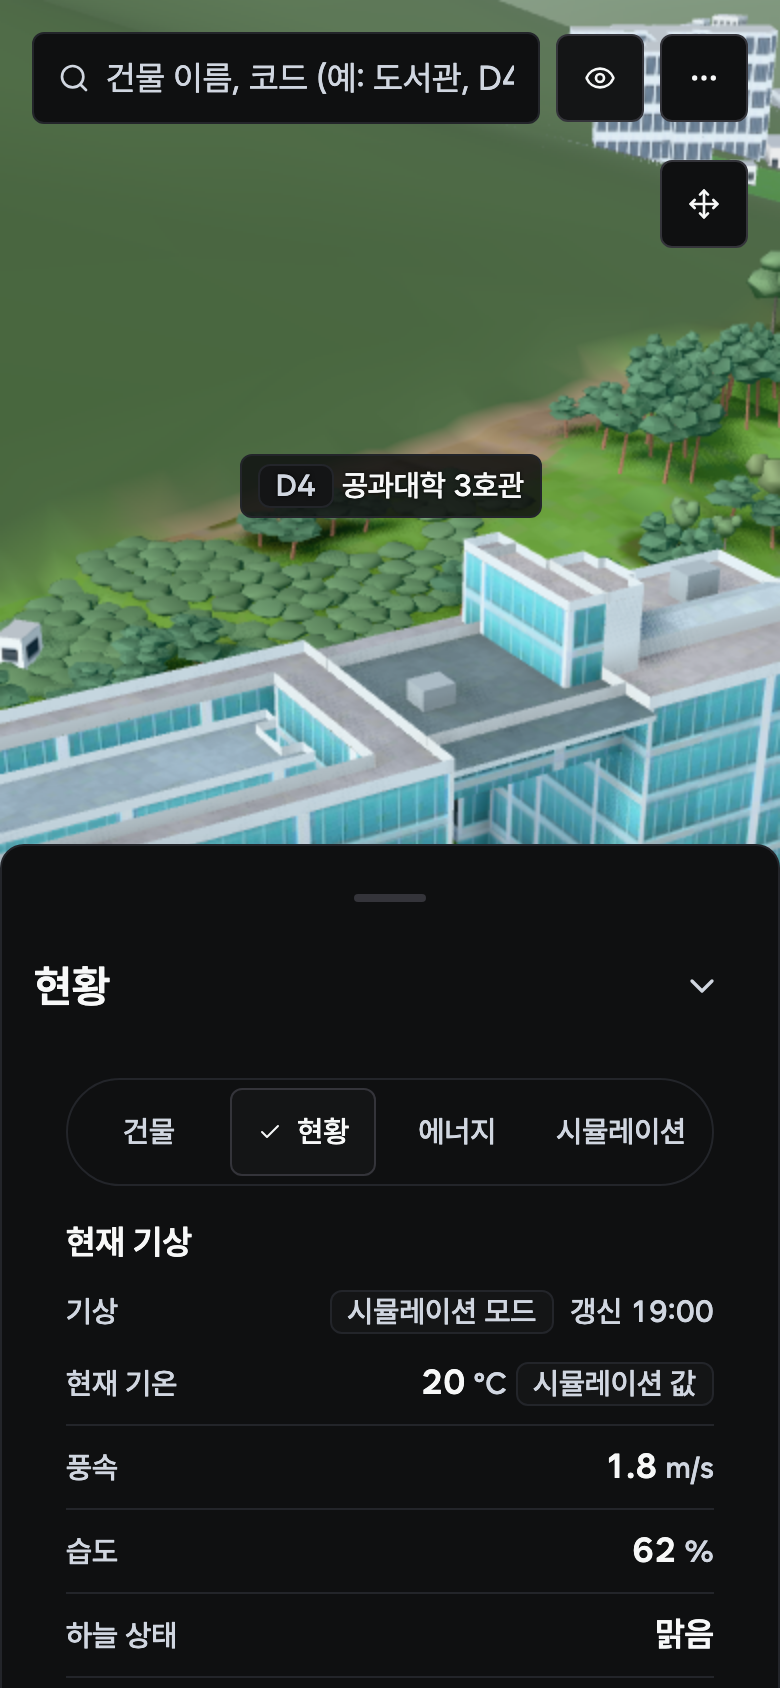 건물 이름, 코드 (예: 도서관, D4
D4 공과대학 3호관
현황
건물 현황 에너지 시뮬레이션
현재 기상
기상 시뮬레이션 모드 갱신 19:00
현재 기온 20 °C 시뮬레이션 값
풍속 1.8 m/s
습도 62 %
하늘 상태 맑음